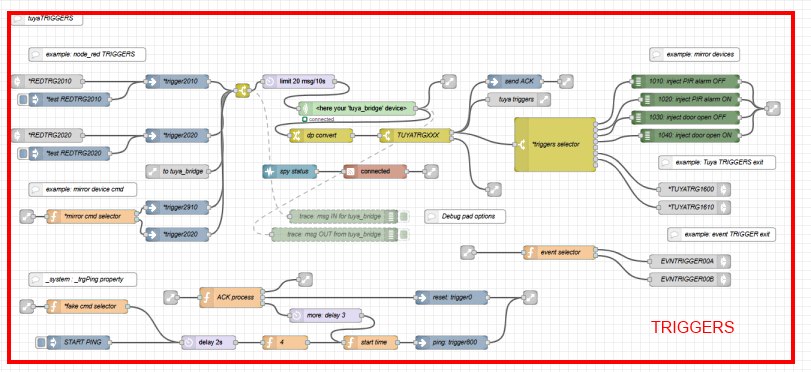 tuyaTRIGGERS
example: node_red TRIGGERS
example: mirror devices
*REDTRG2010
*trigger2010
limit 20 msg/10s
send ACK
1010: inject PIR alarm OFF
*test REDTRG2010
tuya triggers
1020: inject PIR alarm ON
<here your 'tuya_bridge' device>
connected
1030: inject door open OFF
*REDTRG2020
*trigger2020
dp convert
TUYATRGXXX
*triggers selector
1040: inject door open ON
*test REDTRG2020
example: Tuya TRIGGERS exit
to tuya_bridge
spy status
connected
*TUYATRG1600
example: mirror device cmd
*TUYATRG1610
*trigger2910
*mirror cmd selector
trace: msg IN for tuya_bridge
Debug pad options
*trigger2020
trace: msg OUT from tuya_bridge
example: event TRIGGER exit
event selector
EVNTRIGGER00A
_system : _trgPing property
EVNTRIGGER00B
ACK process
reset: trigger0
*fake cmd selector
more: delay 3
TRIGGERS
START PING
delay 2s
4
start time
ping: trigger800